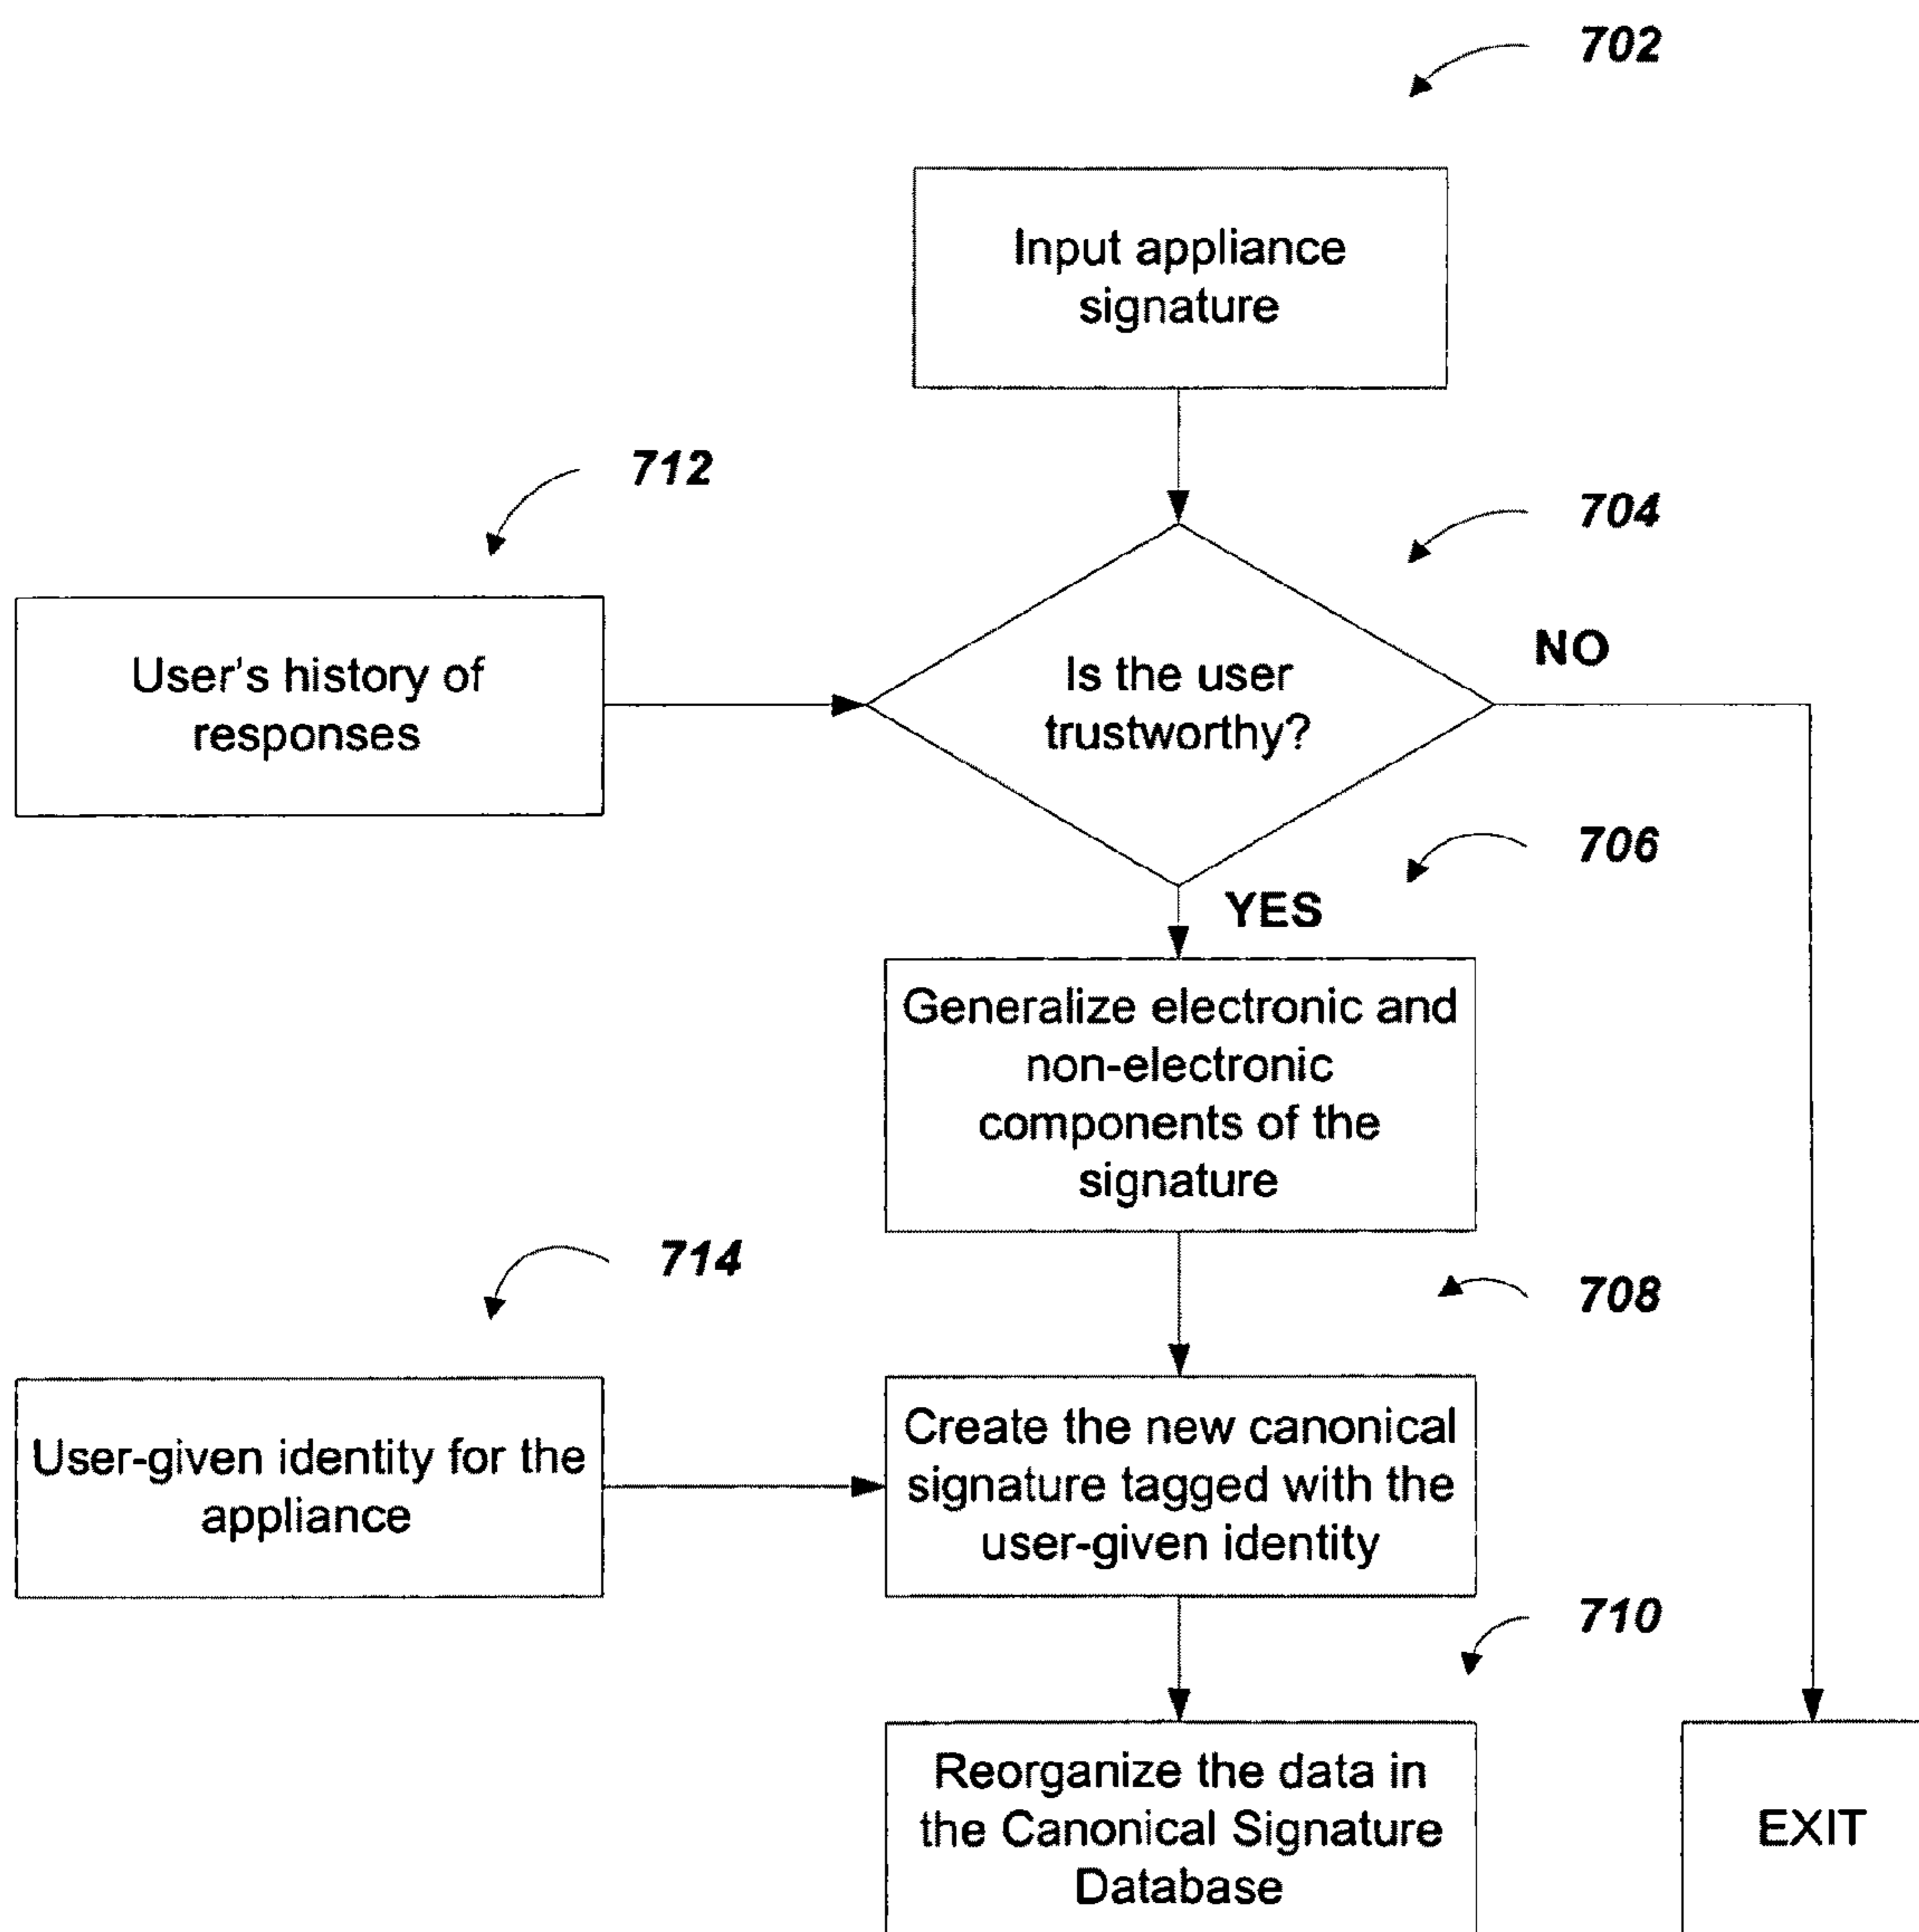 702
Input appliance
signature
712
704
User's history of
responses
Is the user
trustworthy?
NO
706
YES
Generalize electronic and
non-electronic
components of the
signature
714
708
User-given identity for the
appliance
Create the new canonical
signature tagged with the
user-given identity
710
Reorganize the data in
the Canonical Signature
Database
EXIT